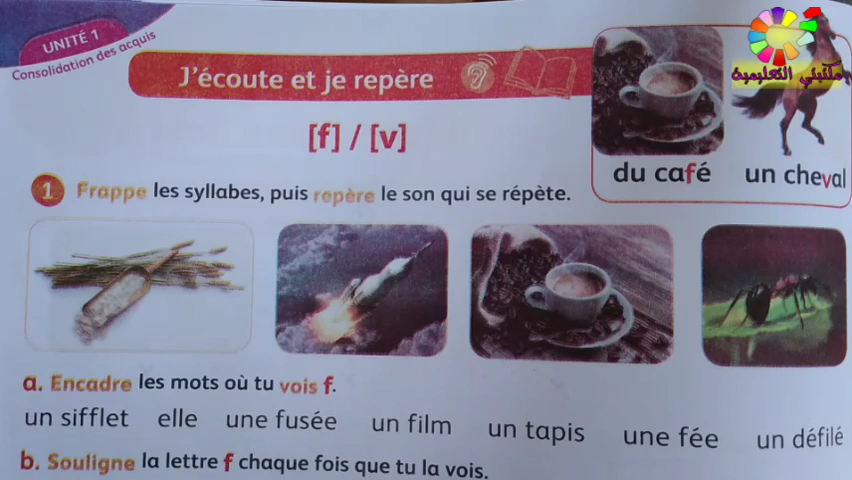 UNITÉ 1
Consolidation des acquis
J'écoute et je repère
مكتبتي التعليمية
[f] / [v]
du café un cheval
1 Frappe les syllabes, puis repère le son qui se répète.
a. Encadre les mots où tu vois f.
un sifflet elle une fusée un film un tapis une fée un défilé
b. Souligne la lettre f chaque fois que tu la vois.